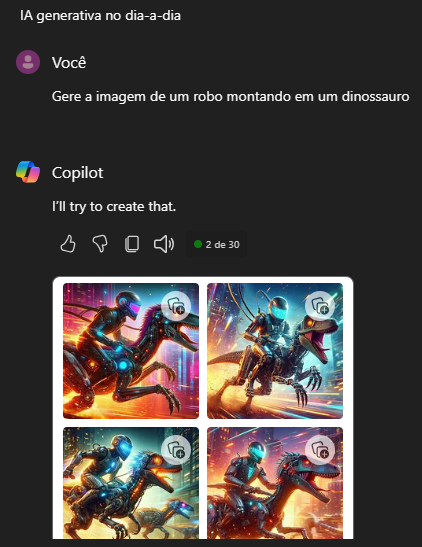 IA generativa no dia-a-dia
Você
Gere a imagem de um robo montando em um dinossauro
Copilot
I'll try to create that.
2 de 30